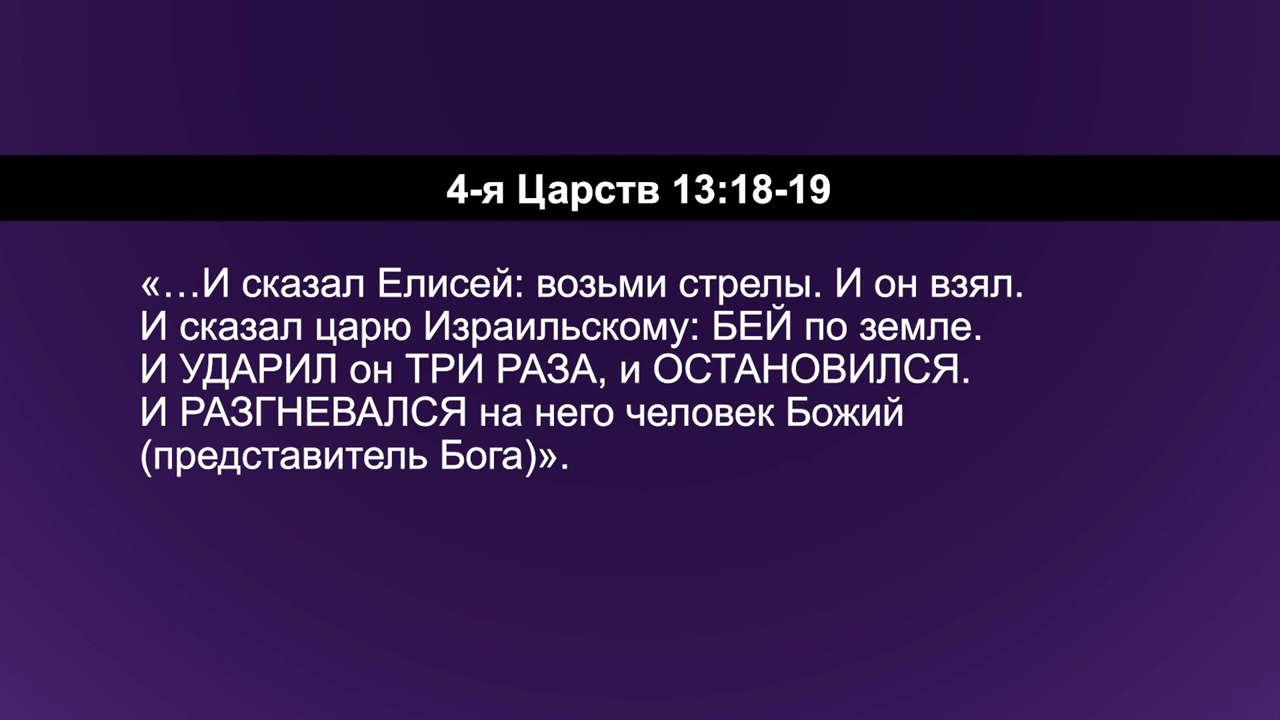 4-я Царств 13:18-19
«…И сказал Елисей: возьми стрелы. И он взял.
И сказал царю Израильскому: БЕЙ по земле.
И УДАРИЛ он ТРИ РАЗА, и ОСТАНОВИЛСЯ.
И РАЗГНЕВАЛСЯ на него человек Божий
(представитель Бога)».